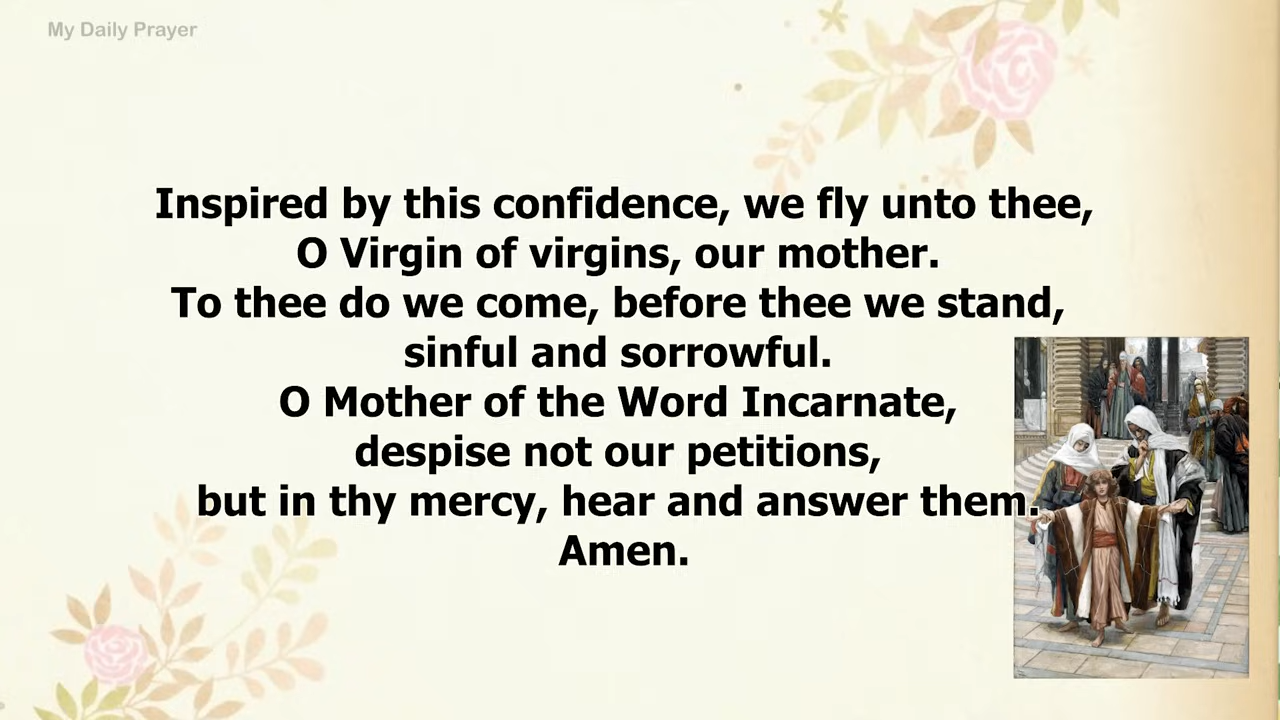 My Daily Prayer
Inspired by this confidence, we fly unto thee,
O Virgin of virgins, our mother.
To thee do we come, before thee we stand,
sinful and sorrowful.
O Mother of the Word Incarnate,
despise not our petitions,
but in thy mercy, hear and answer them.
Amen.